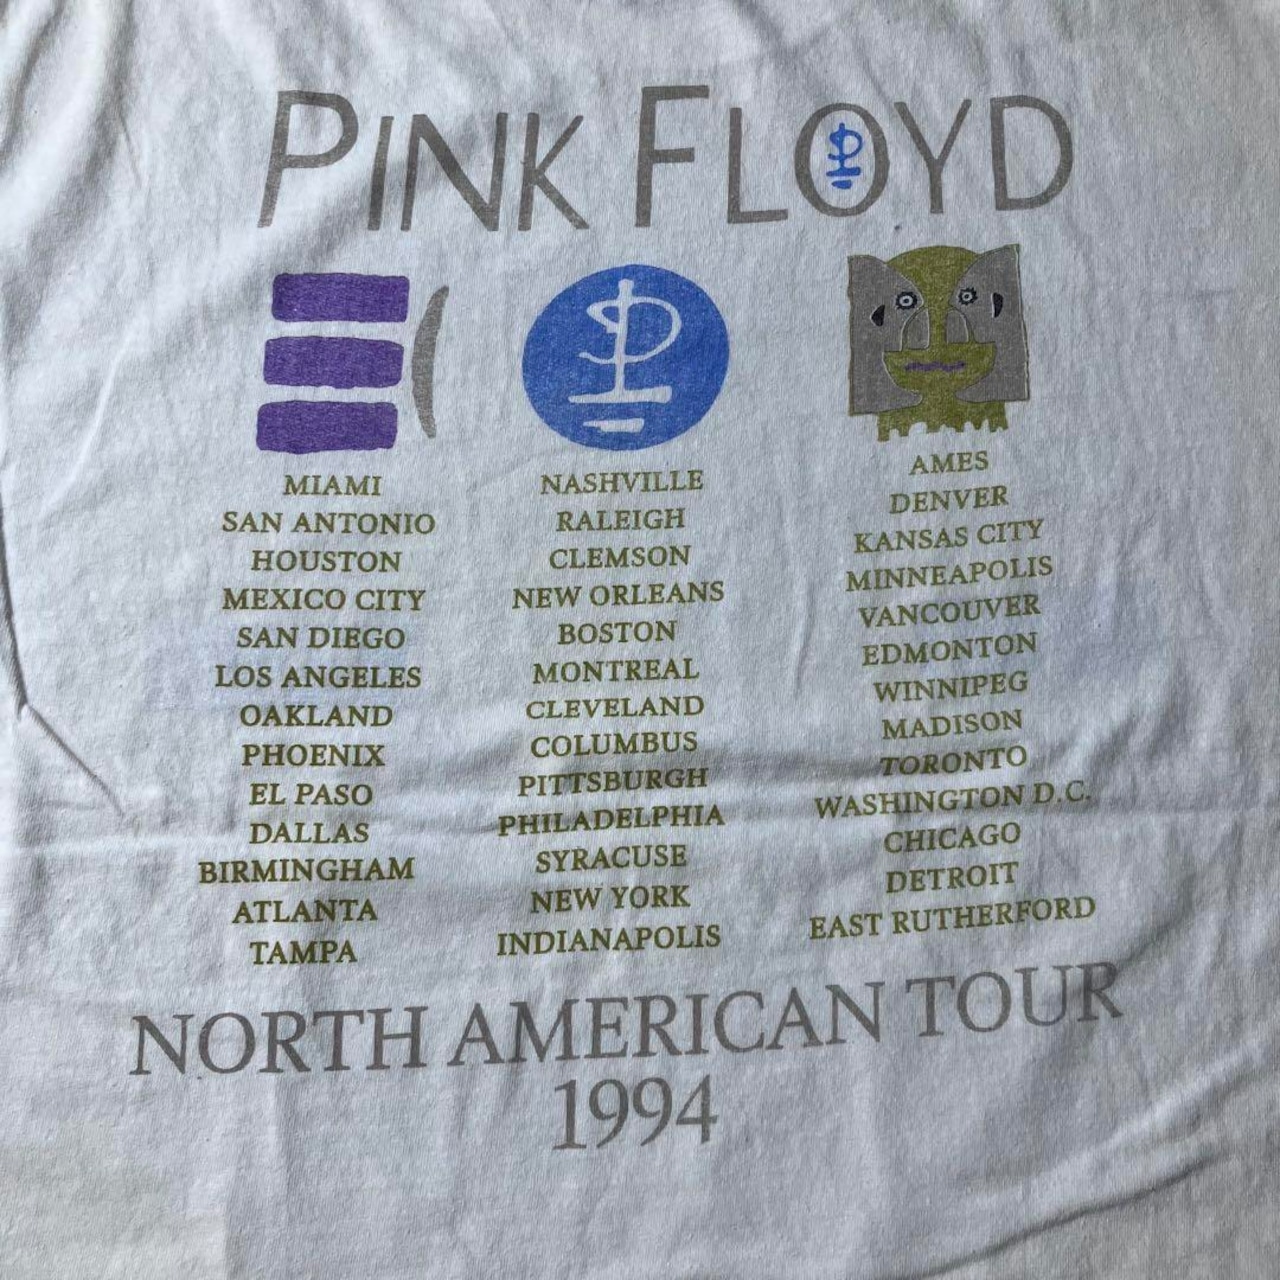 PINK FLOYD
MIAMI
SAN ANTONIO
HOUSTON
MEXICO CITY
SAN DIEGO
LOS ANGELES
OAKLAND
PHOENIX
EL PASO
DALLAS
BIRMINGHAM
ATLANTA
TAMPA
NASHVILLE
RALEIGH
CLEMSON
NEW ORLEANS
BOSTON
MONTREAL
CLEVELAND
COLUMBUS
PITTSBURGH
PHILADELPHIA
SYRACUSE
NEW YORK
INDIANAPOLIS
AMES
DENVER
KANSAS CITY
MINNEAPOLIS
VANCOUVER
EDMONTON
WINNIPEG
MADISON
TORONTO
WASHINGTON D.C.
CHICAGO
DETROIT
EAST RUTHERFORD
NORTH AMERICAN TOUR
1994